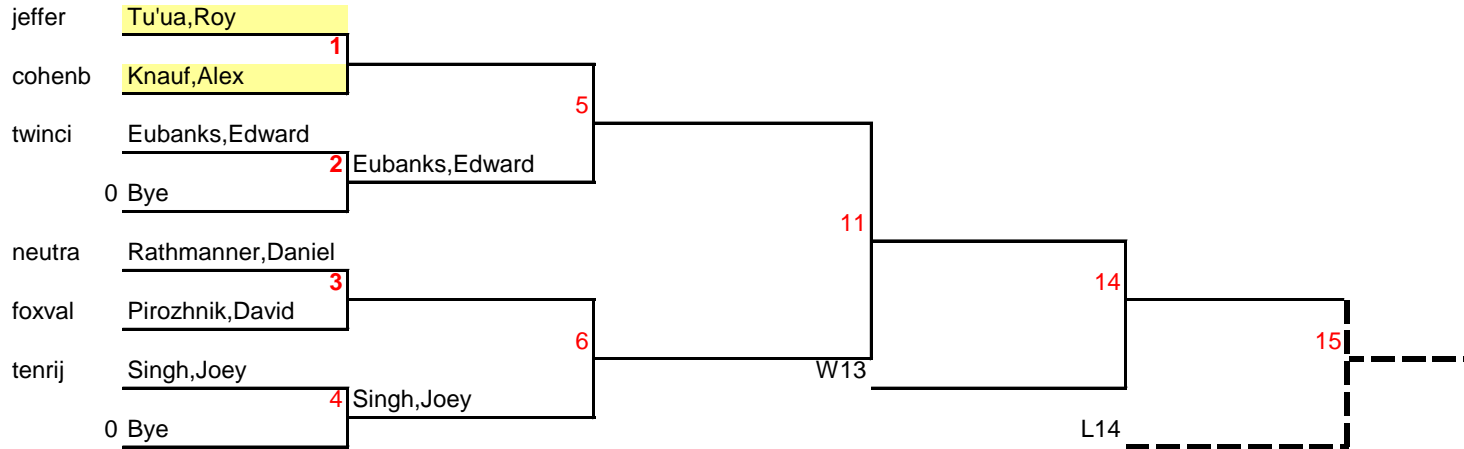 jeffer Tu'ua,Roy
1
cohenb Knauf,Alex
5
twinci Eubanks,Edward
2 Eubanks,Edward
0 Bye
11
neutra Rathmanner,Daniel
3
14
foxval Pirozhnik,David
6
15
tenrij Singh,Joey
W13
4 Singh,Joey
0 Bye
L14